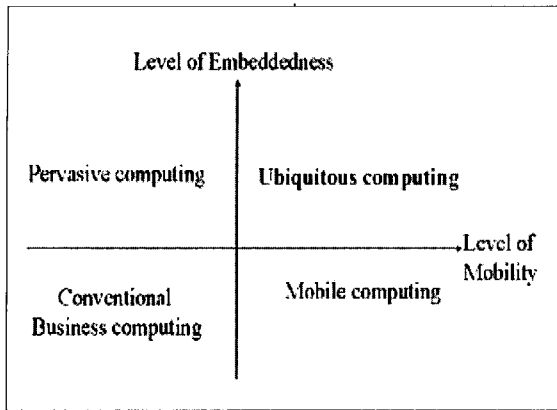 Level of Embeddedness
Pervasive computing
Ubiquitous computing
Level of
Mobility
Conventional
Business computing
Mobile computing